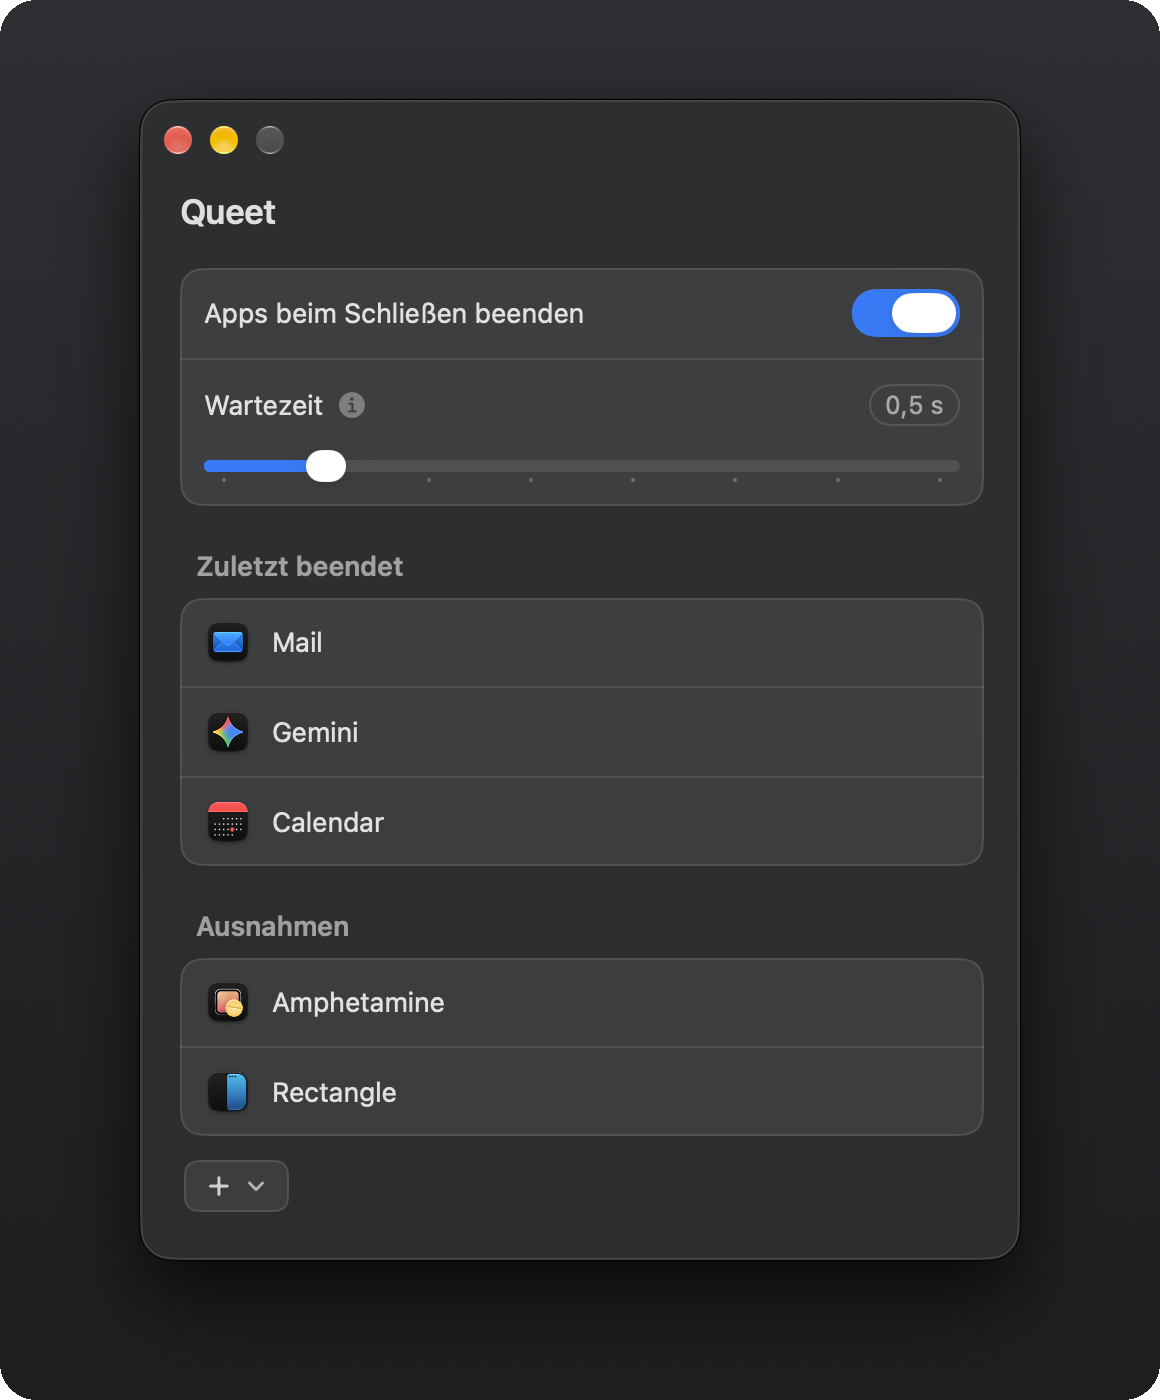 Queet
Apps beim Schließen beenden
Wartezeit
0,5 s
Zuletzt beendet
Mail
Gemini
Calendar
Ausnahmen
Amphetamine
Rectangle